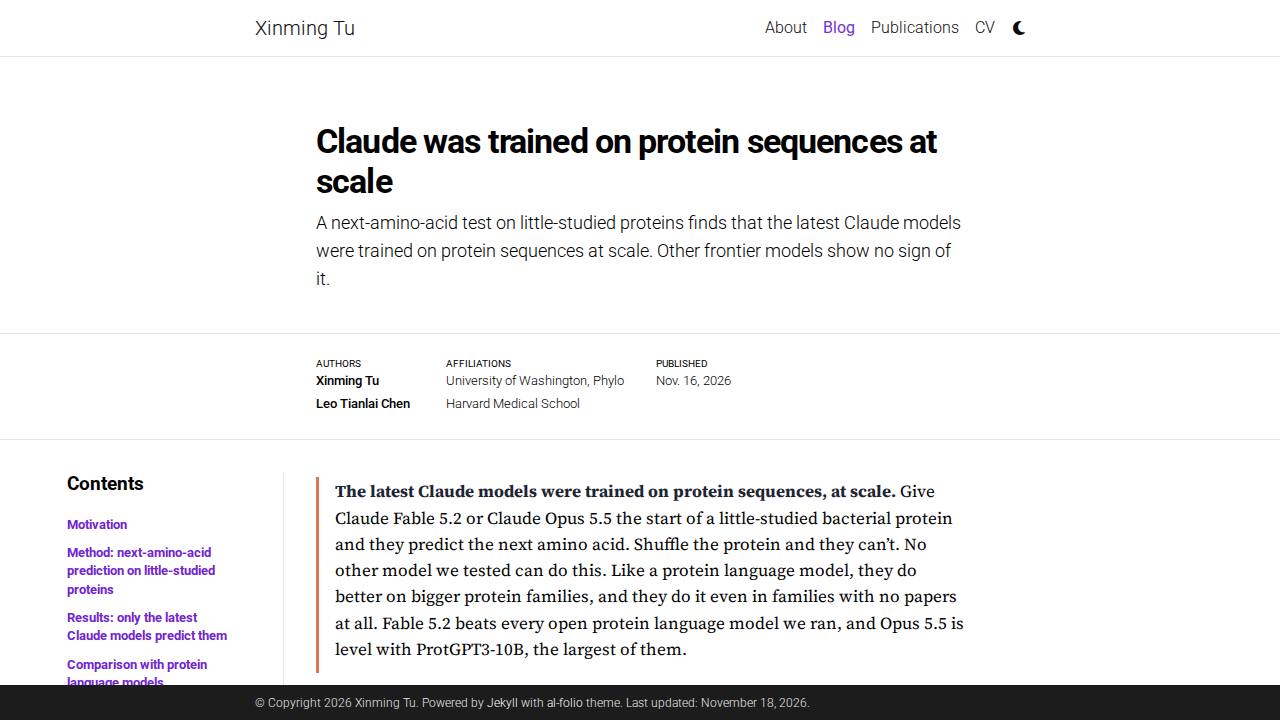 Xinming Tu
About Blog Publications CV
Claude was trained on protein sequences at
scale
A next-amino-acid test on little-studied proteins finds that the latest Claude models
were trained on protein sequences at scale. Other frontier models show no sign of
it.
AUTHORS AFFILIATIONS PUBLISHED
Xinming Tu University of Washington, Phylo Nov. 16, 2026
Leo Tianlai Chen Harvard Medical School
Contents
Motivation
Method: next-amino-acid
prediction on little-studied
proteins
Results: only the latest
Claude models predict them
Comparison with protein
language models
The latest Claude models were trained on protein sequences, at scale. Give
Claude Fable 5.2 or Claude Opus 5.5 the start of a little-studied bacterial protein
and they predict the next amino acid. Shuffle the protein and they can’t. No
other model we tested can do this. Like a protein language model, they do
better on bigger protein families, and they do it even in families with no papers
at all. Fable 5.2 beats every open protein language model we ran, and Opus 5.5 is
level with ProtGPT3-10B, the largest of them.
© Copyright 2026 Xinming Tu. Powered by Jekyll with al-folio theme. Last updated: November 18, 2026.